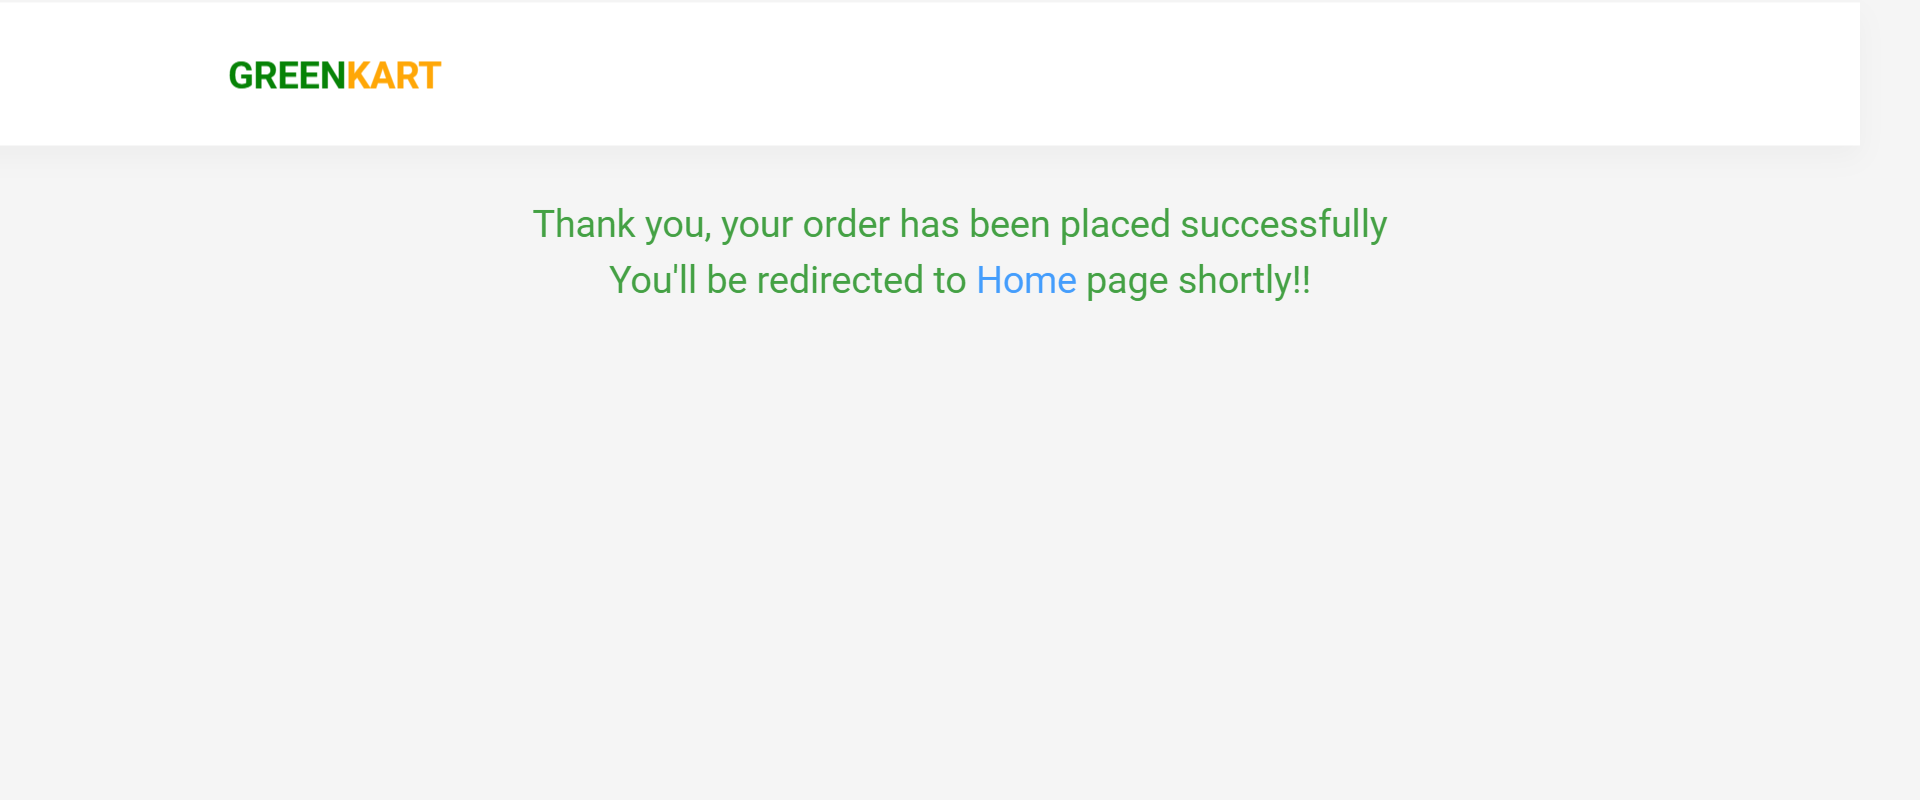 GREENKART
Thank you, your order has been placed successfully
You'll be redirected to Home page shortly!!